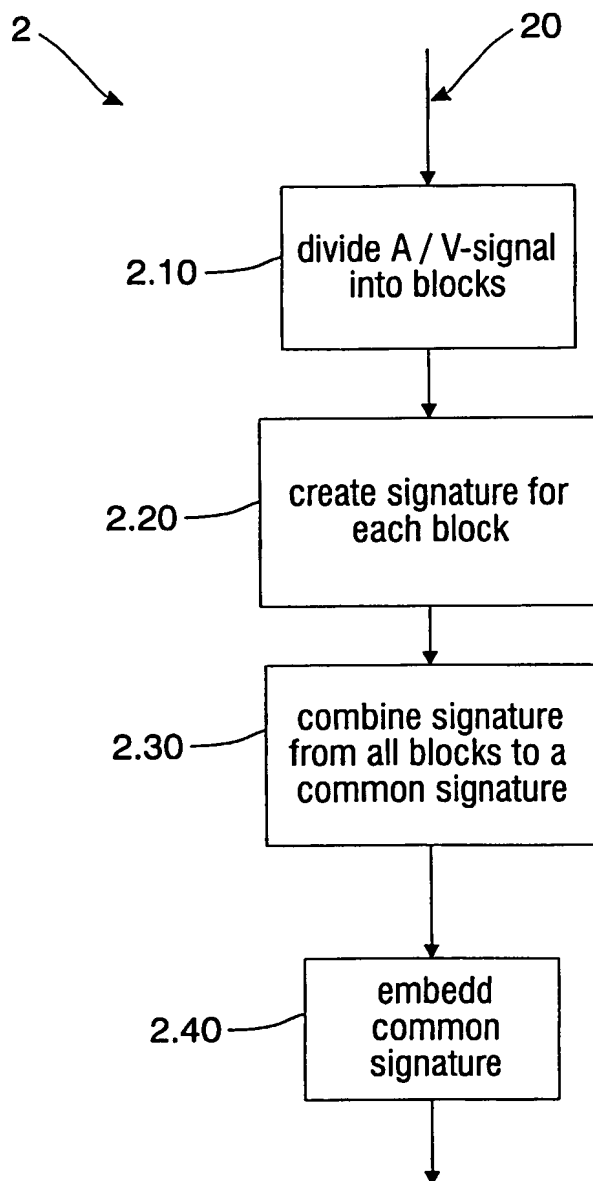 2
20
divide A / V-signal
into blocks
2.10
create signature for
each block
2.20
combine signature
from all blocks to a
common signature
2.30
embedd
common
signature
2.40